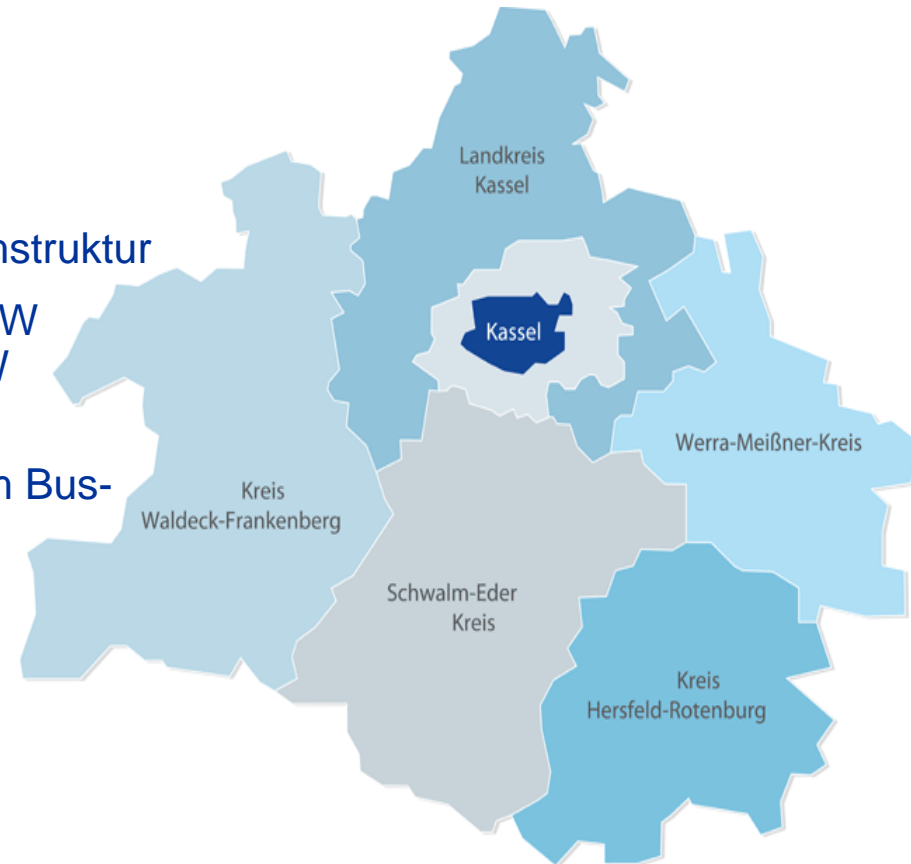 nstruktur
W
n Bus-
Landkreis
Kassel
Kassel
Werra-Meißner-Kreis
Kreis
Waldeck-Frankenberg
Schwalm-Eder
Kreis
Kreis
Hersfeld-Rotenburg